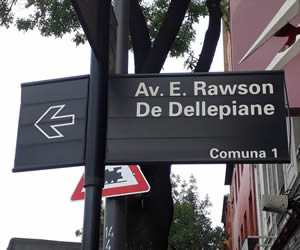 Av. E. Rawson
De Dellepiane
Comuna 1